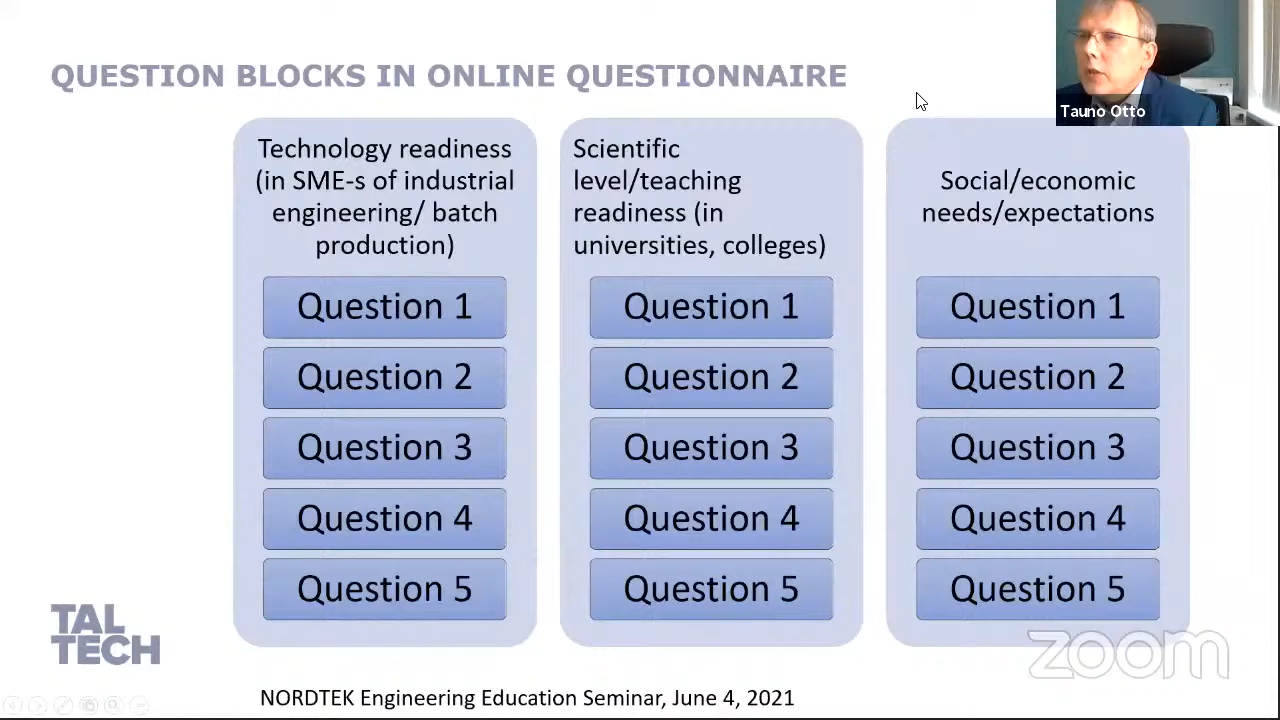 QUESTION BLOCKS IN ONLINE QUESTIONNAIRE
Tauno Otto
Technology readiness
(in SME-s of industrial
engineering/ batch
production)
Question 1
Question 2
Question 3
Question 4
Question 5
Scientific
level/teaching
readiness (in
universities, colleges)
Question 1
Question 2
Question 3
Question 4
Question 5
Social/economic
needs/expectations
Question 1
Question 2
Question 3
Question 4
Question 5
TAL
TECH
zoom
NORDTEK Engineering Education Seminar, June 4, 2021